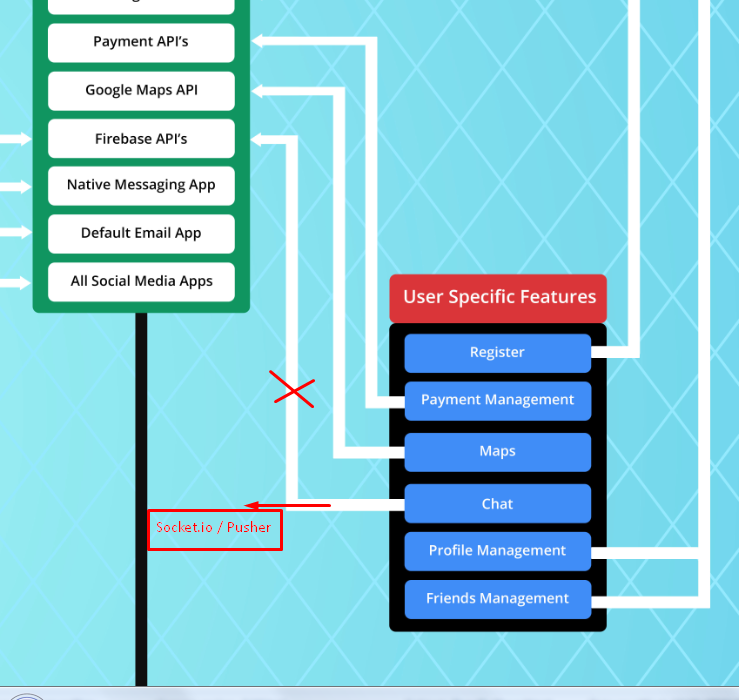 Payment API's
Google Maps API
Firebase API's
Native Messaging App
Default Email App
All Social Media Apps
User Specific Features
Register
Payment Management
Maps
Chat
Socket.io / Pusher
Profile Management
Friends Management